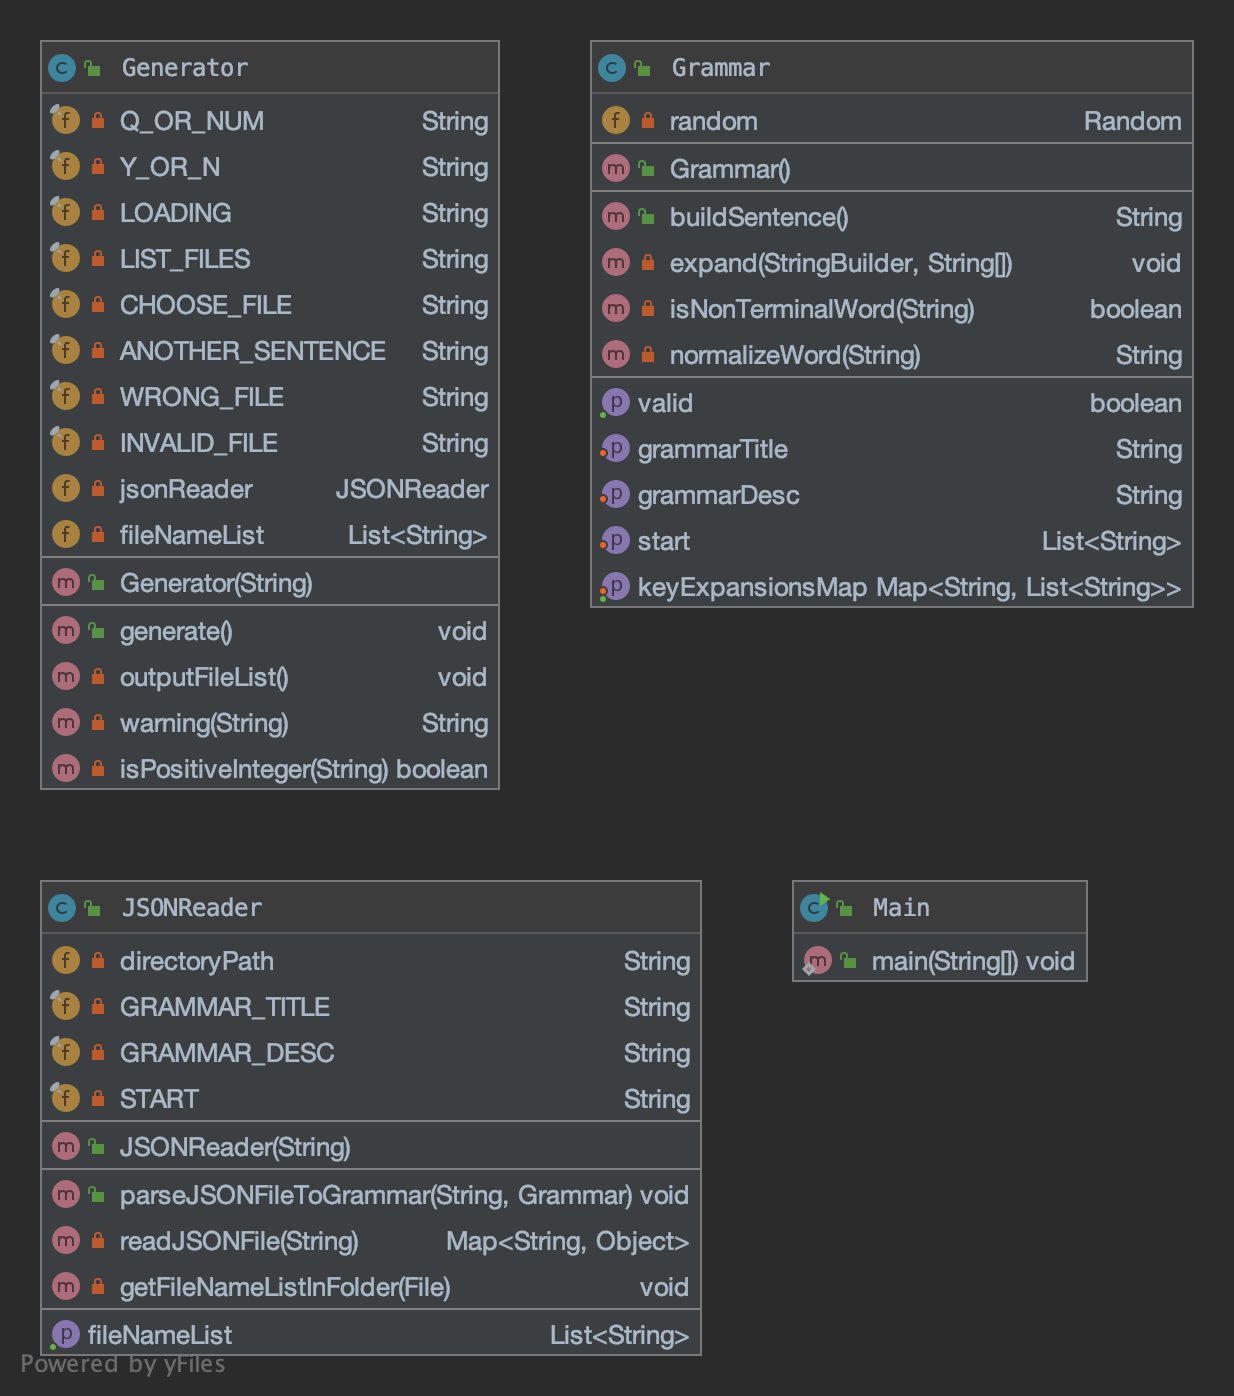 Generator
Q_OR_NUM String
Y_OR_N String
LOADING String
LIST_FILES String
CHOOSE_FILE String
ANOTHER_SENTENCE String
WRONG_FILE String
INVALID_FILE String
jsonReader JSONReader
fileNameList List<String>
Generator(String)
generate() void
outputFileList() void
warning(String) String
isPositiveInteger(String) boolean
Grammar
random Random
Grammar()
buildSentence() String
expand(StringBuilder, String[]) void
isNonTerminalWord(String) boolean
normalizeWord(String) String
valid boolean
grammarTitle String
grammarDesc String
start List<String>
keyExpansionsMap Map<String, List<String>>
JSONReader
directoryPath String
GRAMMAR_TITLE String
GRAMMAR_DESC String
START String
JSONReader(String)
parseJSONFileToGrammar(String, Grammar) void
readJSONFile(String) Map<String, Object>
getFileNameListInFolder(File) void
fileNameList List<String>
Main
main(String[]) void
Powered by yFiles